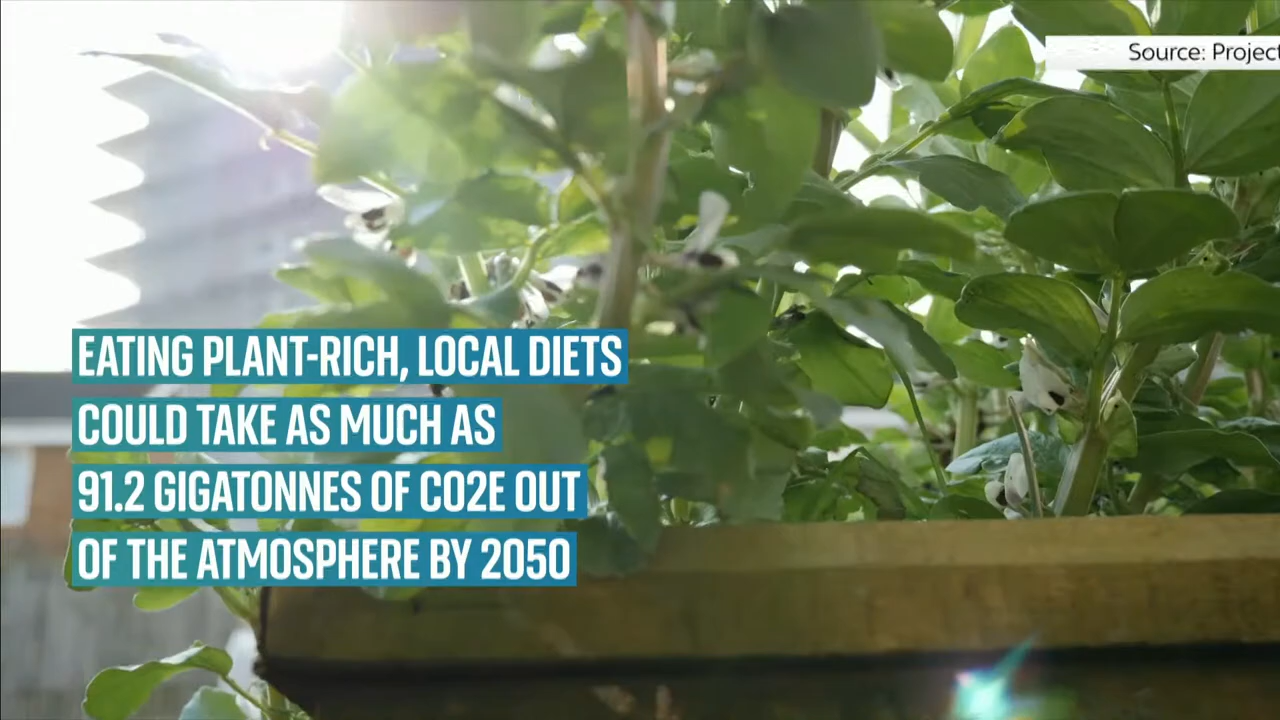 Source: Project
EATING PLANT-RICH, LOCAL DIETS
COULD TAKE AS MUCH AS
91.2 GIGATONNES OF CO2E OUT
OF THE ATMOSPHERE BY 2050